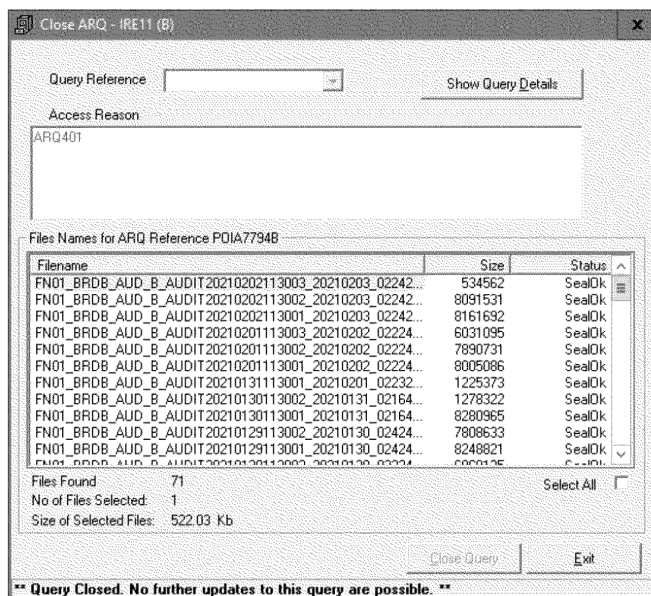 Close ARQ - IRE11 (B)
Query Reference
Show Query Details
Access Reason
ARQ401
Files Names for ARQ Reference POIA7794B
Filename Size Status
FN01_BRDB_AUD_B_AUDIT20210202113003_20210203_02242... 534562 SealOk
FN01_BRDB_AUD_B_AUDIT20210202113002_20210203_02242... 8091531 SealOk
FN01_BRDB_AUD_B_AUDIT20210202113001_20210203_02242... 8161692 SealOk
FN01_BRDB_AUD_B_AUDIT20210201113003_20210202_02224... 6031095 SealOk
FN01_BRDB_AUD_B_AUDIT20210201113002_20210202_02224... 7890731 SealOk
FN01_BRDB_AUD_B_AUDIT20210201113001_20210202_02224... 8005086 SealOk
FN01_BRDB_AUD_B_AUDIT20210131113001_20210201_02232... 1225373 SealOk
FN01_BRDB_AUD_B_AUDIT20210130113002_20210131_02164... 1278322 SealOk
FN01_BRDB_AUD_B_AUDIT20210130113001_20210131_02164... 8280965 SealOk
FN01_BRDB_AUD_B_AUDIT20210129113002_20210130_02424... 7808633 SealOk
FN01_BRDB_AUD_B_AUDIT20210129113001_20210130_02424... 8248821 SealOk
Files Found 71
Select All
No of Files Selected: 1
Size of Selected Files: 522.03 Kb
Close Query Exit
** Query Closed. No further updates to this query are possible. **